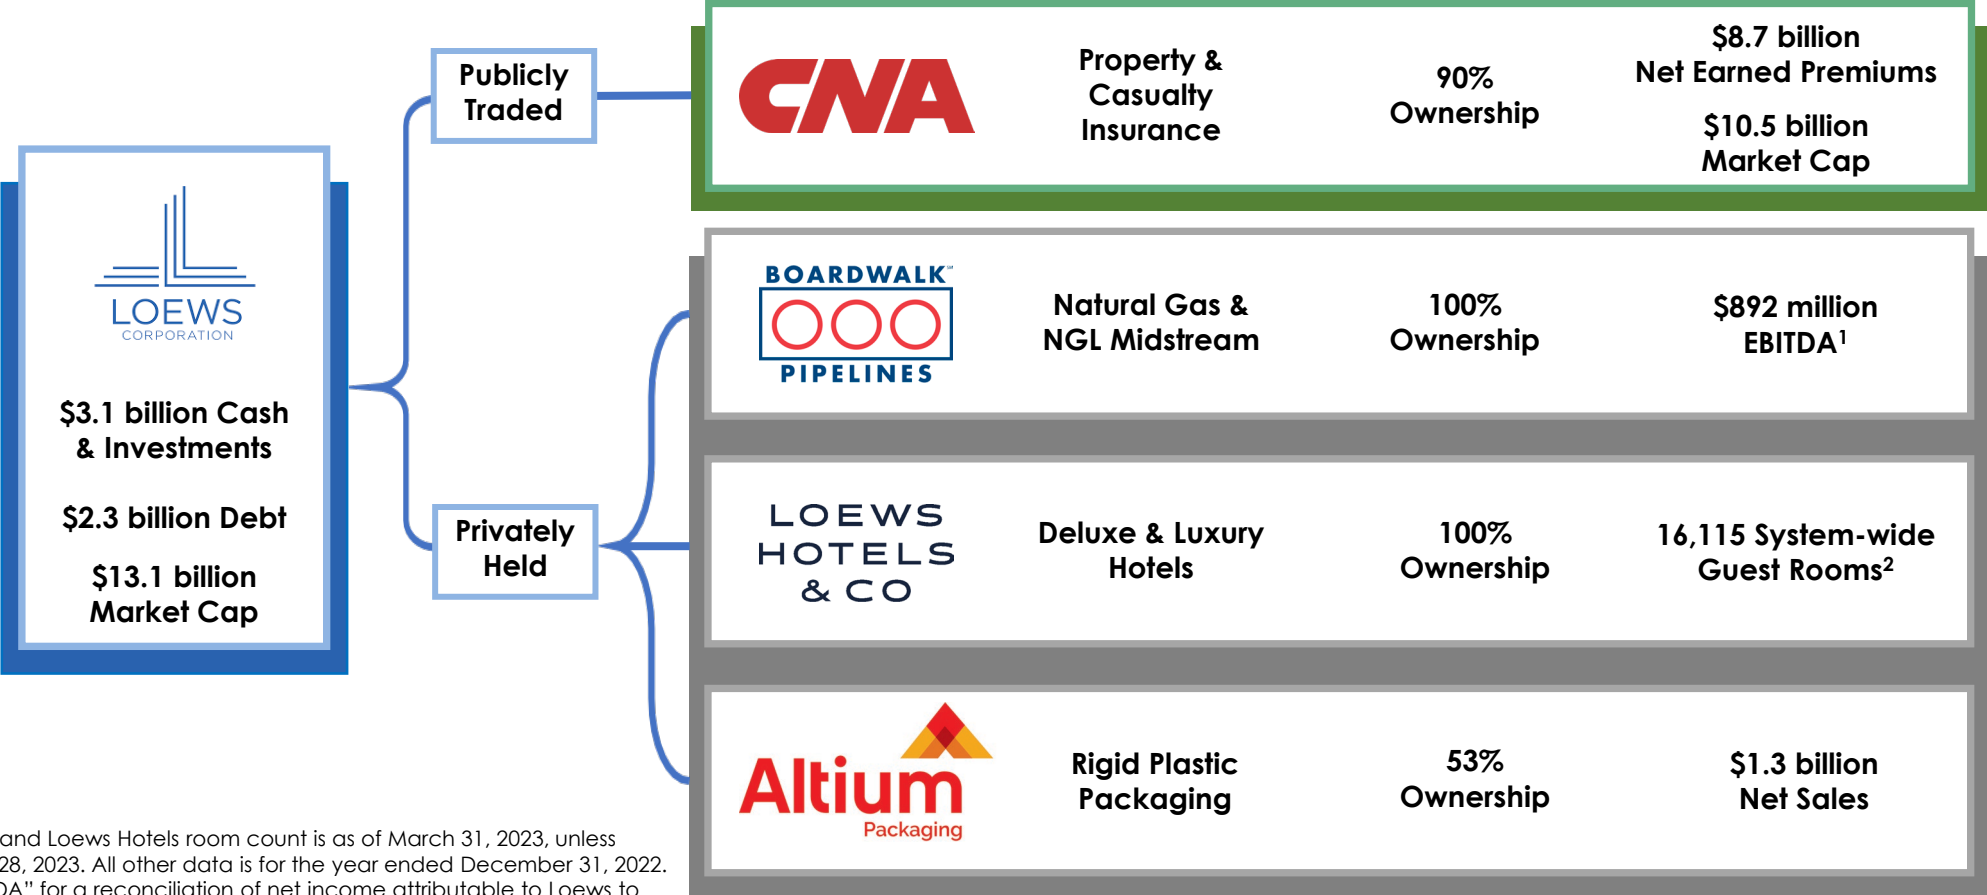 LOEWS
CORPORATION
$3.1 billion Cash
& Investments
$2.3 billion Debt
$13.1 billion
Market Cap
Publicly
Traded
Privately
Held
CNA
Property &
Casualty
Insurance
90%
Ownership
$8.7 billion
Net Earned Premiums
$10.5 billion
Market Cap
BOARDWALK℠
PIPELINES
Natural Gas &
NGL Midstream
100%
Ownership
$892 million
EBITDA¹
LOEWS
HOTELS
& CO
Deluxe & Luxury
Hotels
100%
Ownership
16,115 System-wide
Guest Rooms²
Altium
Packaging
Rigid Plastic
Packaging
53%
Ownership
$1.3 billion
Net Sales
and Loews Hotels room count is as of March 31, 2023, unless
28, 2023. All other data is for the year ended December 31, 2022.
DA" for a reconciliation of net income attributable to Loews to